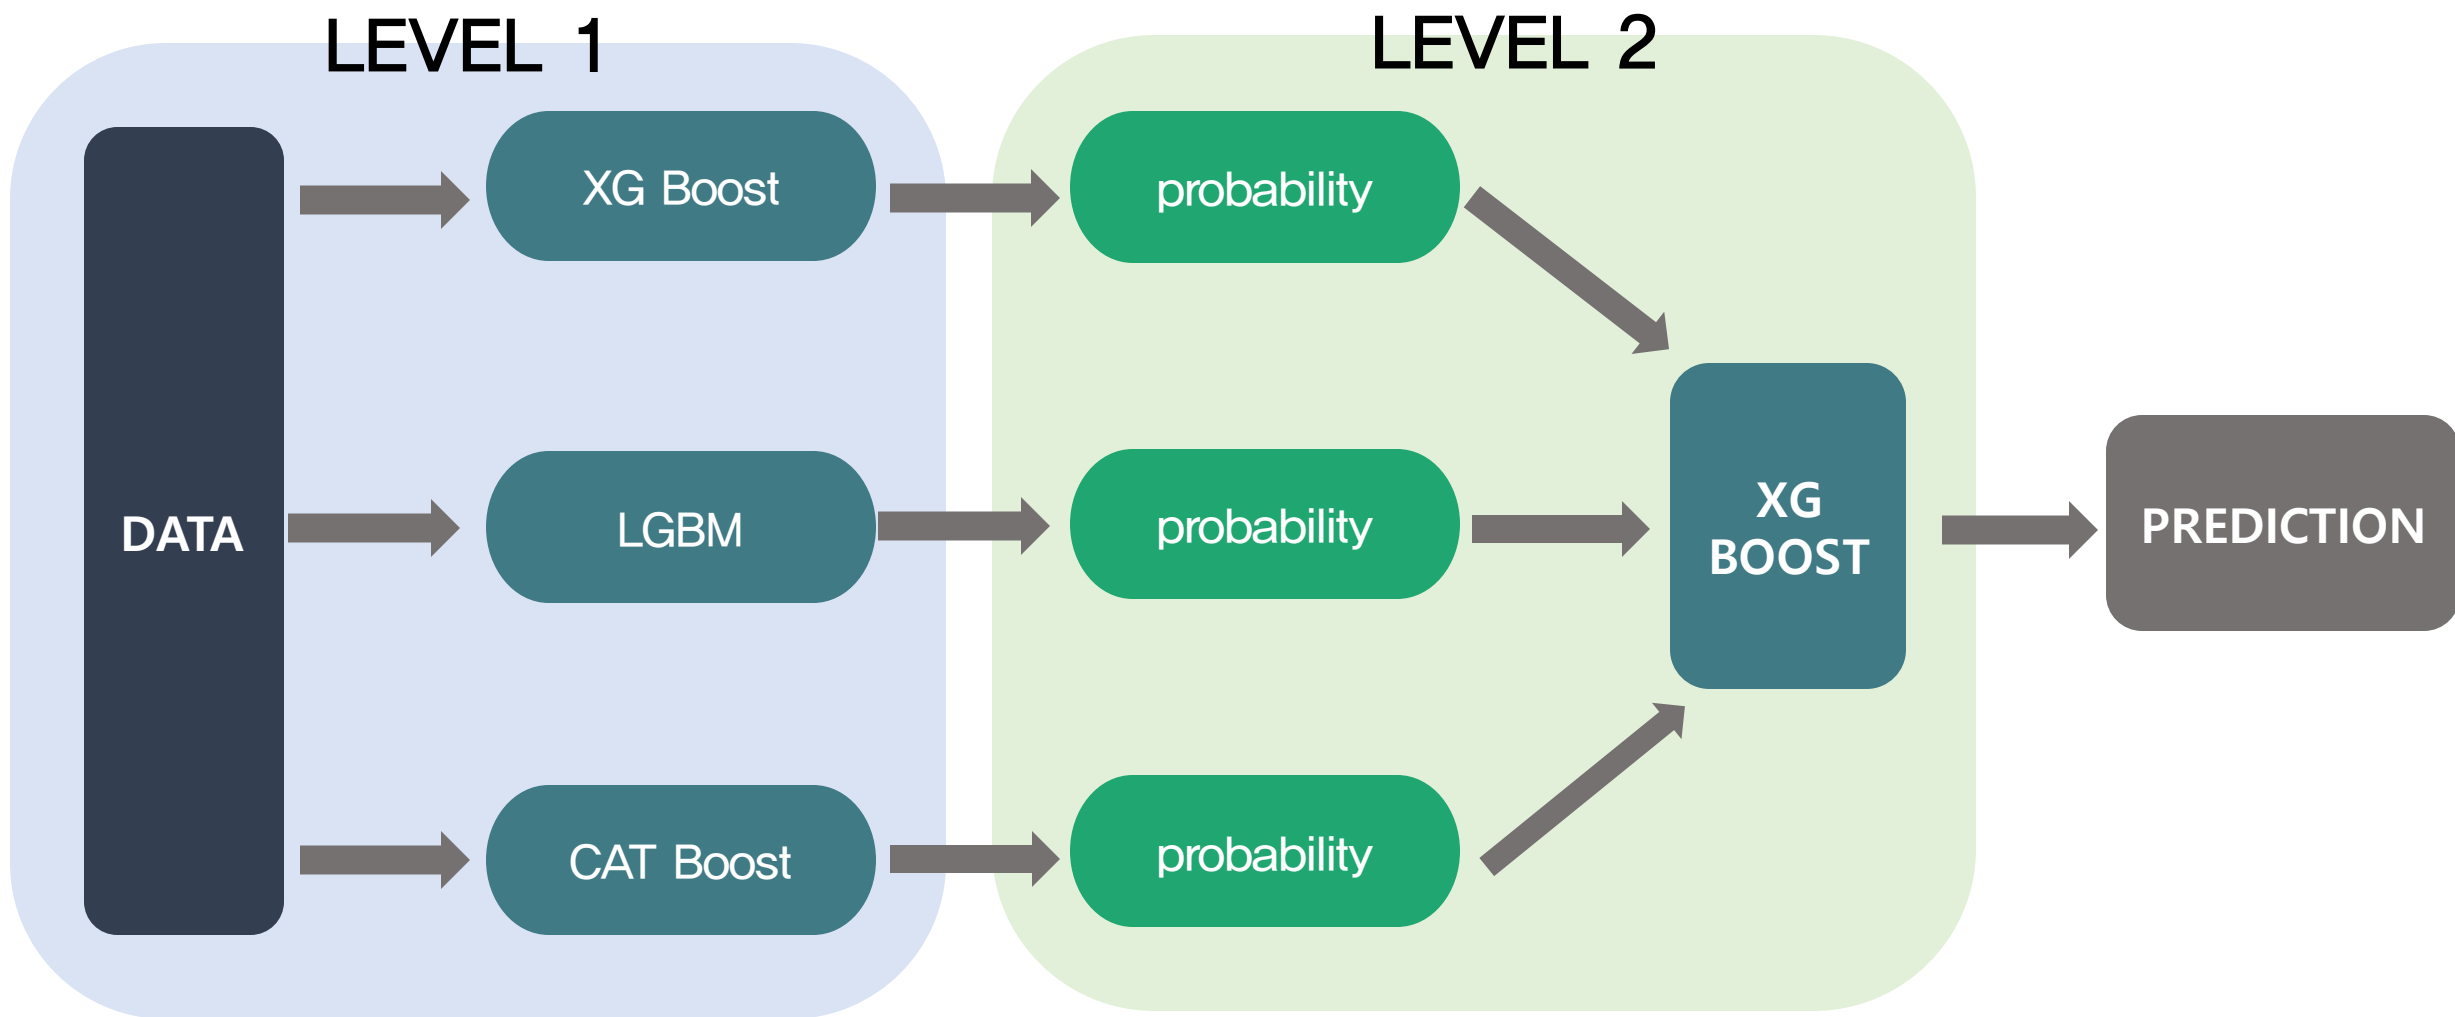 LEVEL 1
LEVEL 2
DATA
XG Boost
probability
LGBM
probability
CAT Boost
probability
XG
BOOST
PREDICTION